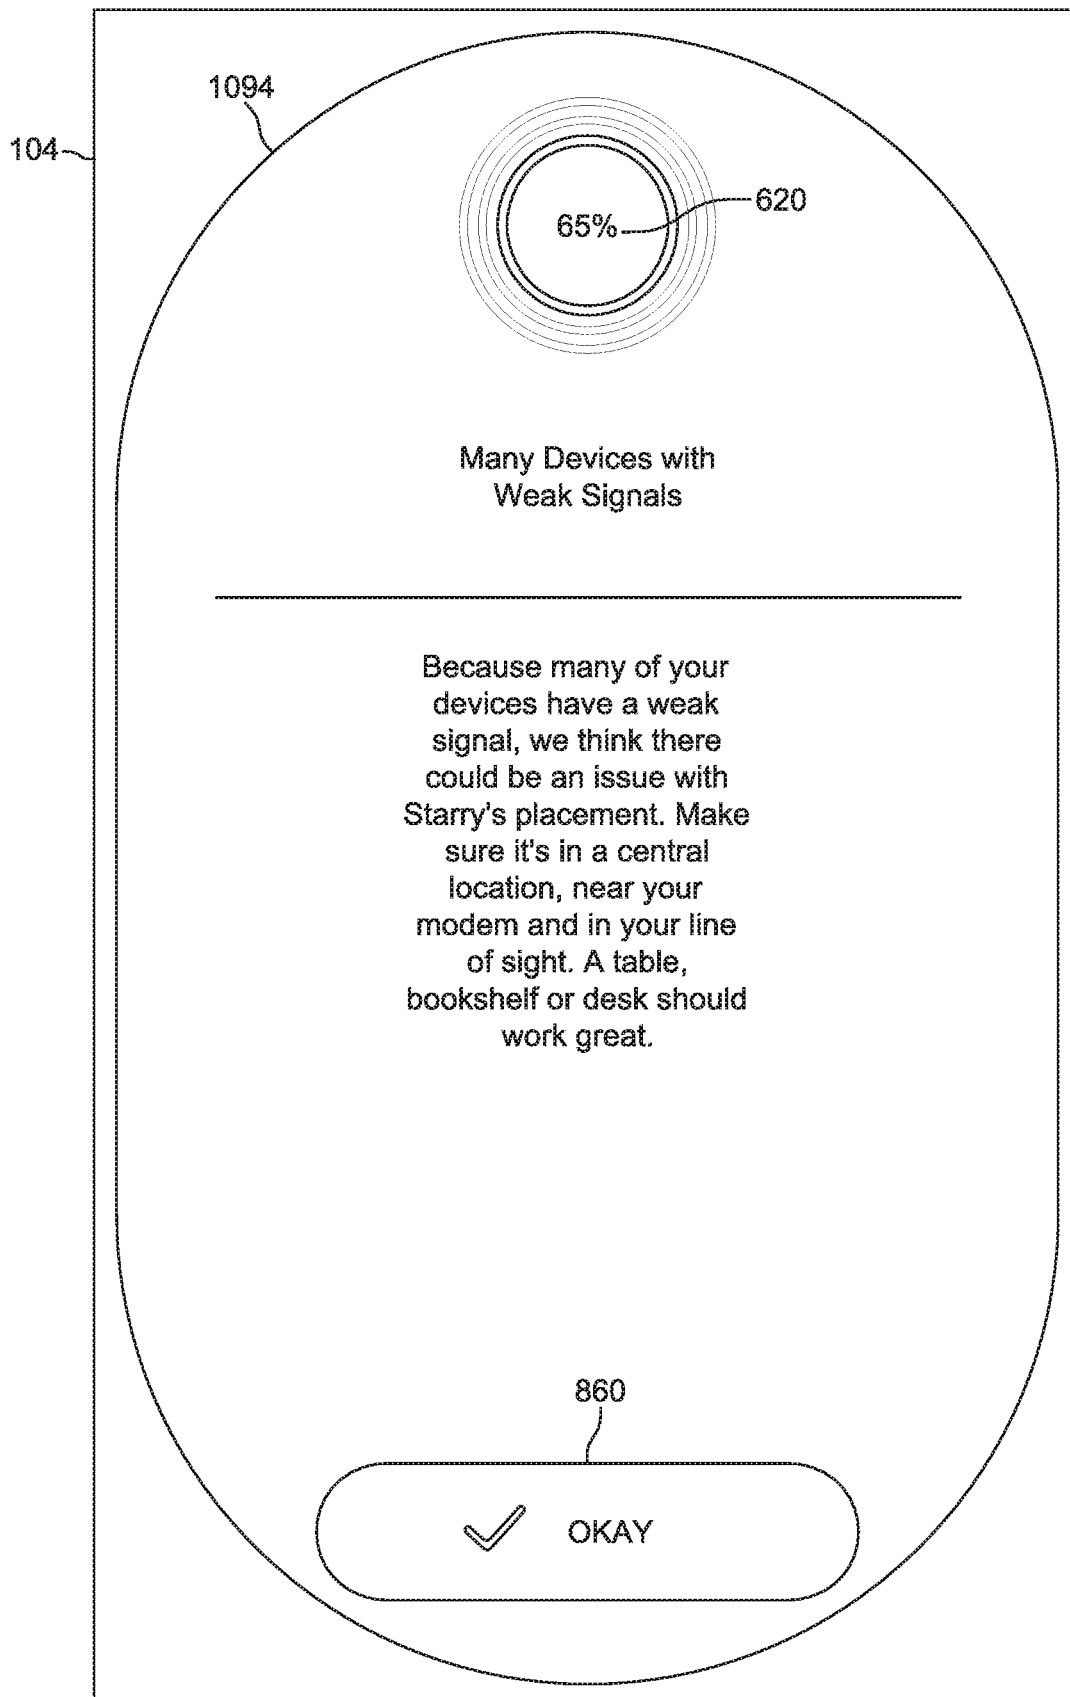 1094
104
65%
620
Many Devices with
Weak Signals
Because many of your
devices have a weak
signal, we think there
could be an issue with
Starry's placement. Make
sure it's in a central
location, near your
modem and in your line
of sight. A table,
bookshelf or desk should
work great.
860
OKAY